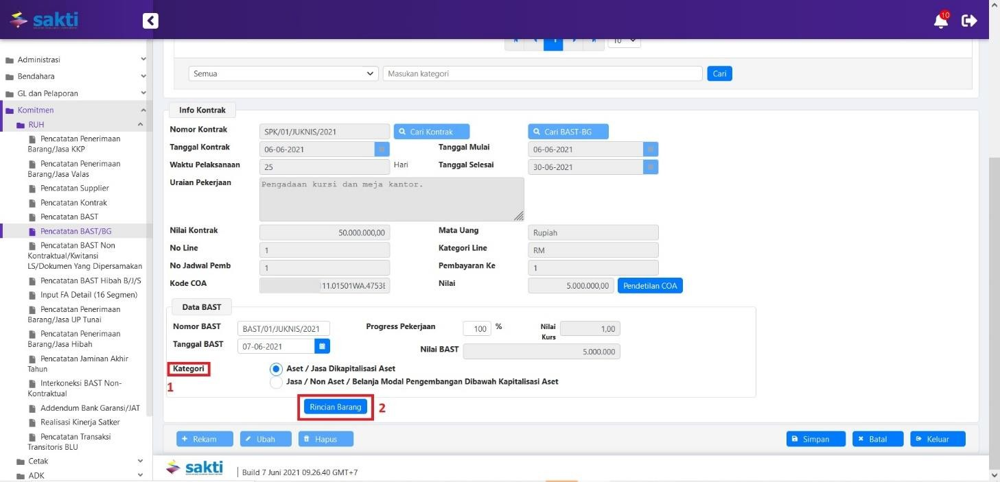 sakti
10
Administrasi
Bendahara
GL dan Pelaporan
Komitmen
RUH
Pencatatan Penerimaan
Barang/Jasa KKP
Pencatatan Penerimaan
Barang/Jasa Valas
Pencatatan Supplier
Pencatatan Kontrak
Pencatatan BAST
Pencatatan BAST/BG
Pencatatan BAST Non
Kontraktual/Kwitansi
LS/Dokumen Yang Dipersamakan
Pencatatan BAST Hibah B/J/S
Input FA Detail (16 Segmen)
Pencatatan Penerimaan
Barang/Jasa UP Tunai
Pencatatan Penerimaan
Barang/Jasa Hibah
Pencatatan Jaminan Akhir
Tahun
Interkoneksi BAST Non-
Kontraktual
Addendum Bank Garansi/JAT
Realisasi Kinerja Satker
Pencatatan Transaksi
Transitoris BLU
Cetak
ADK
1 10
Semua Masukan kategori Cari
Info Kontrak
Nomor Kontrak SPK/01/JUKNIS/2021 Cari Kontrak Cari BAST-BG
Tanggal Kontrak 06-06-2021 Tanggal Mulai 06-06-2021
Waktu Pelaksanaan 25 Hari Tanggal Selesai 30-06-2021
Uraian Pekerjaan Pengadaan kursi dan meja kantor.
Nilai Kontrak 50.000.000,00 Mata Uang Rupiah
No Line 1 Kategori Line RM
No Jadwal Pemb 1 Pembayaran Ke 1
Kode COA 11.01501WA.4753 Nilai 5.000.000,00 Pendetilan COA
Data BAST
Nomor BAST BAST/01/JUKNIS/2021 Progress Pekerjaan 100 % Nilai Kurs 1,00
Tanggal BAST 07-06-2021 Nilai BAST 5.000.000
Kategori Aset / Jasa Dikapitalisasi Aset
1 Jasa / Non Aset / Belanja Modal Pengembangan Dibawah Kapitalisasi Aset
Rincian Barang 2
Rekam Ubah Hapus Simpan Batal Keluar
sakti | Build 7 Juni 2021 09.26.40 GMT+7